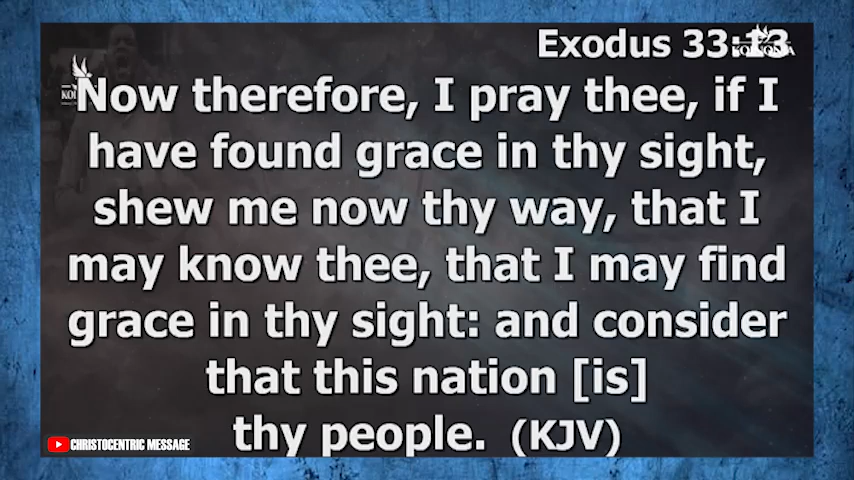 Exodus 33:13
KOINONIA
Now therefore, I pray thee, if I
have found grace in thy sight,
shew me now thy way, that I
may know thee, that I may find
grace in thy sight: and consider
that this nation [is]
thy people. (KJV)
CHRISTOCENTRIC MESSAGE